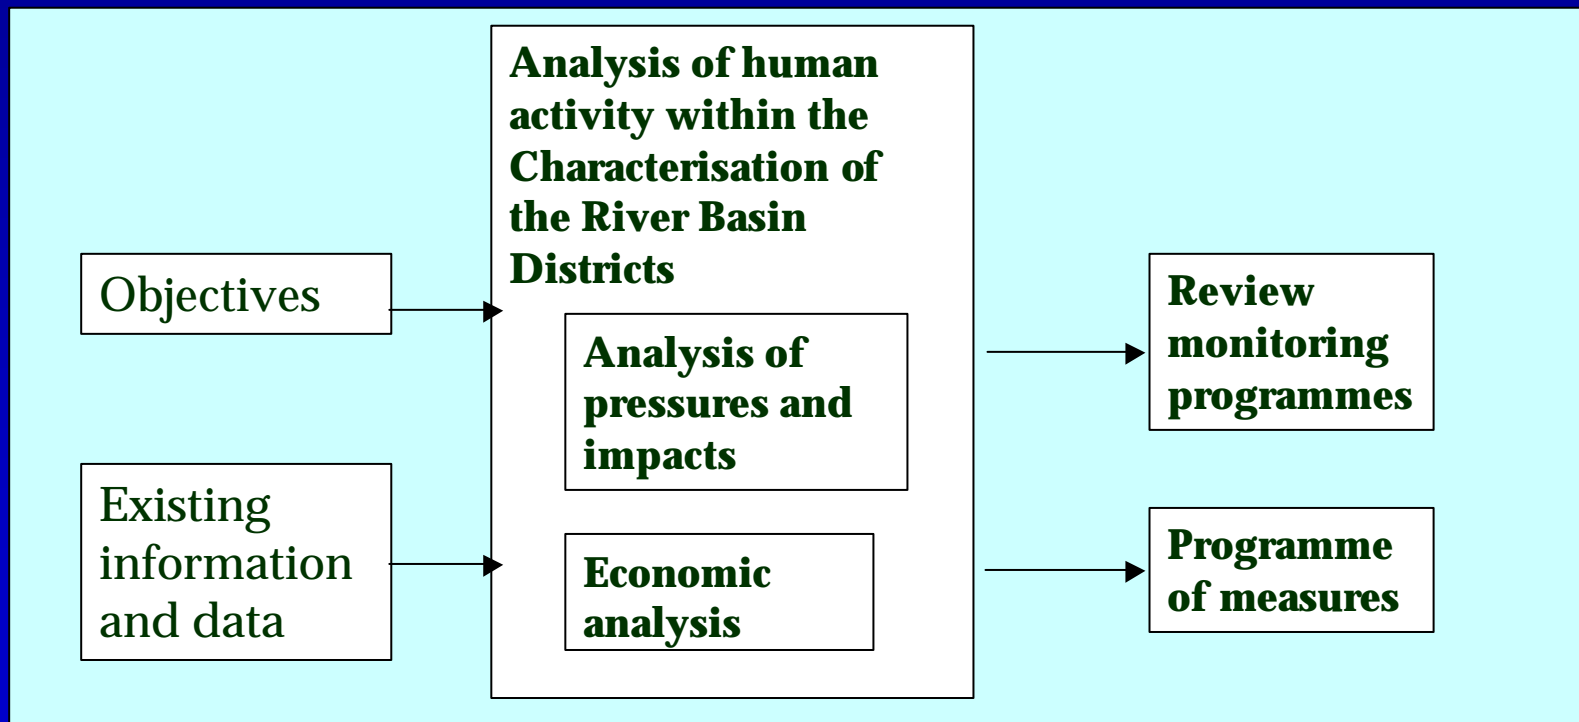 Objectives
Existing
information
and data
Analysis of human
activity within the
Characterisation of
the River Basin
Districts
Analysis of
pressures and
impacts
Economic
analysis
Review
monitoring
programmes
Programme
of measures